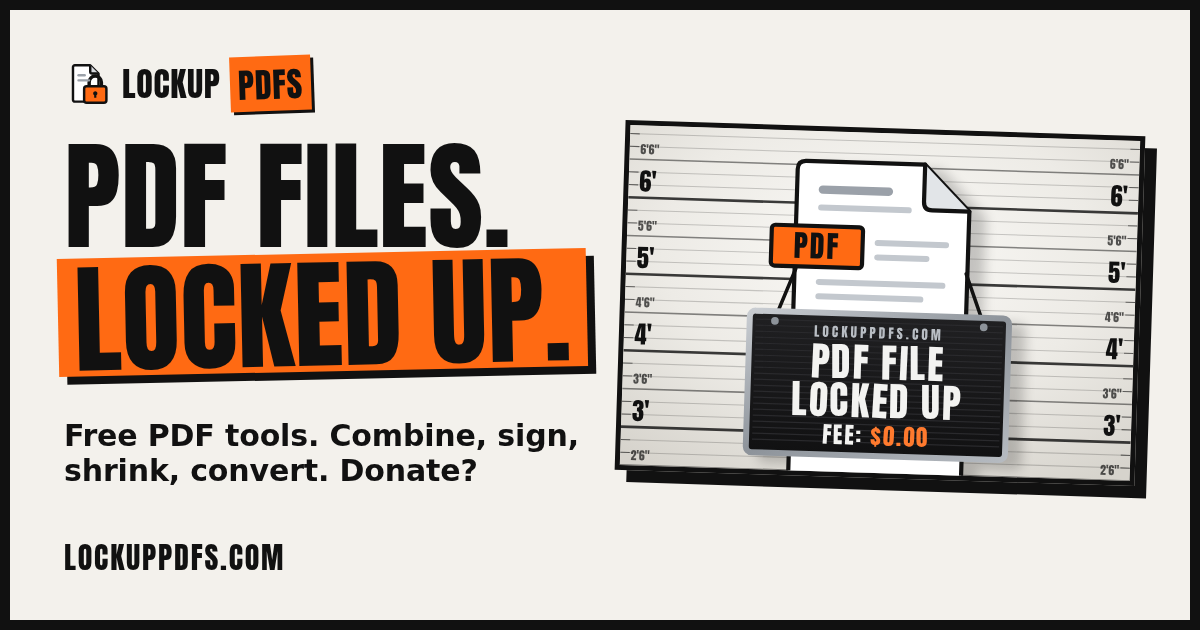 LOCKUP PDFS
PDF FILES.
LOCKED UP.
Free PDF tools. Combine, sign,
shrink, convert. Donate?
LOCKUPPDFS.COM
6'6" 6'6"
6' 6'
5'6" 5'6"
5' 5'
4'6" 4'6"
4' 4'
3'6" 3'6"
3' 3'
2'6" 2'6"
PDF
LOCKUPPDFS.COM
PDF FILE
LOCKED UP
FEE: $0.00